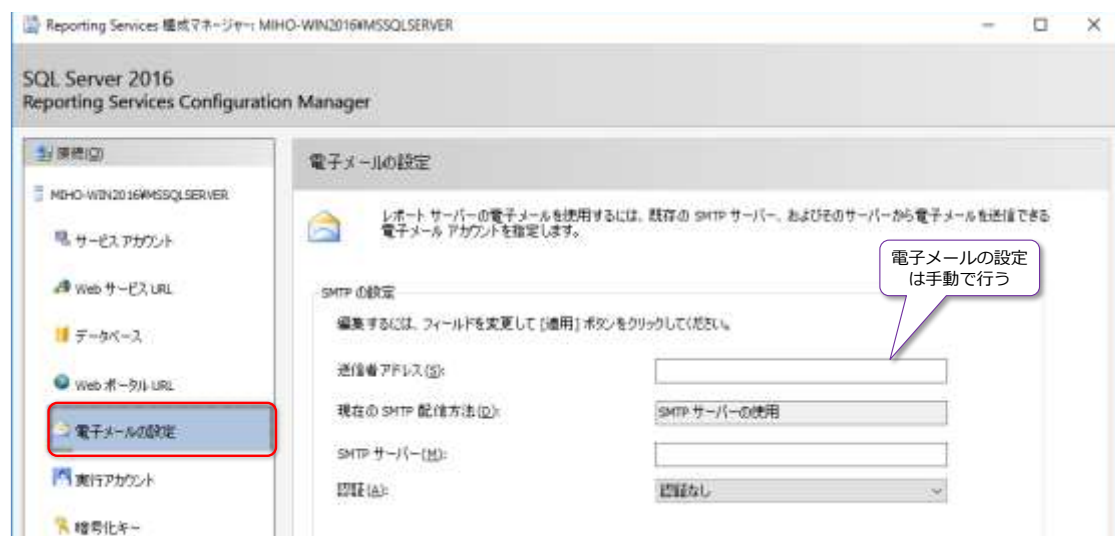 Reporting Services 構成マネージャー: MIHO-WIN2016¥MSSQLSERVER
SQL Server 2016
Reporting Services Configuration Manager
接続(O)
MIHO-WIN2016¥MSSQLSERVER
サービス アカウント
Web サービス URL
データベース
Web ポータル URL
電子メールの設定
実行アカウント
暗号化キー
電子メールの設定
レポート サーバーの電子メールを使用するには、既存の SMTP サーバー、およびそのサーバーから電子メールを送信できる
電子メール アカウントを指定します。
電子メールの設定
は手動で行う
SMTP の設定
編集するには、フィールドを変更して [適用] ボタンをクリックしてください。
送信者アドレス(S):
現在の SMTP 配信方法(D):
SMTP サーバーの使用
SMTP サーバー(M):
認証(A):
認証なし